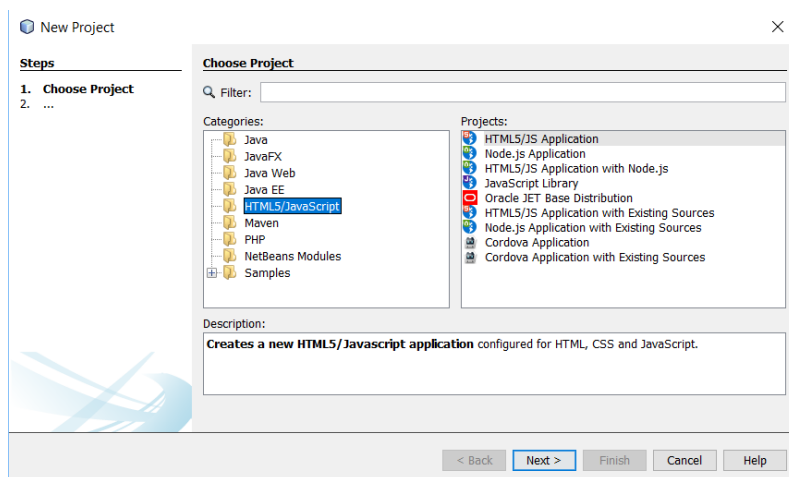 New Project
Steps
1. Choose Project
2. ...
Choose Project
Filter:
Categories:
Java
JavaFX
Java Web
Java EE
HTML5/JavaScript
Maven
PHP
NetBeans Modules
Samples
Projects:
HTML5/JS Application
Node.js Application
HTML5/JS Application with Node.js
JavaScript Library
Oracle JET Base Distribution
HTML5/JS Application with Existing Sources
Node.js Application with Existing Sources
Cordova Application
Cordova Application with Existing Sources
Description:
Creates a new HTML5/Javascript application configured for HTML, CSS and JavaScript.
< Back Next > Finish Cancel Help